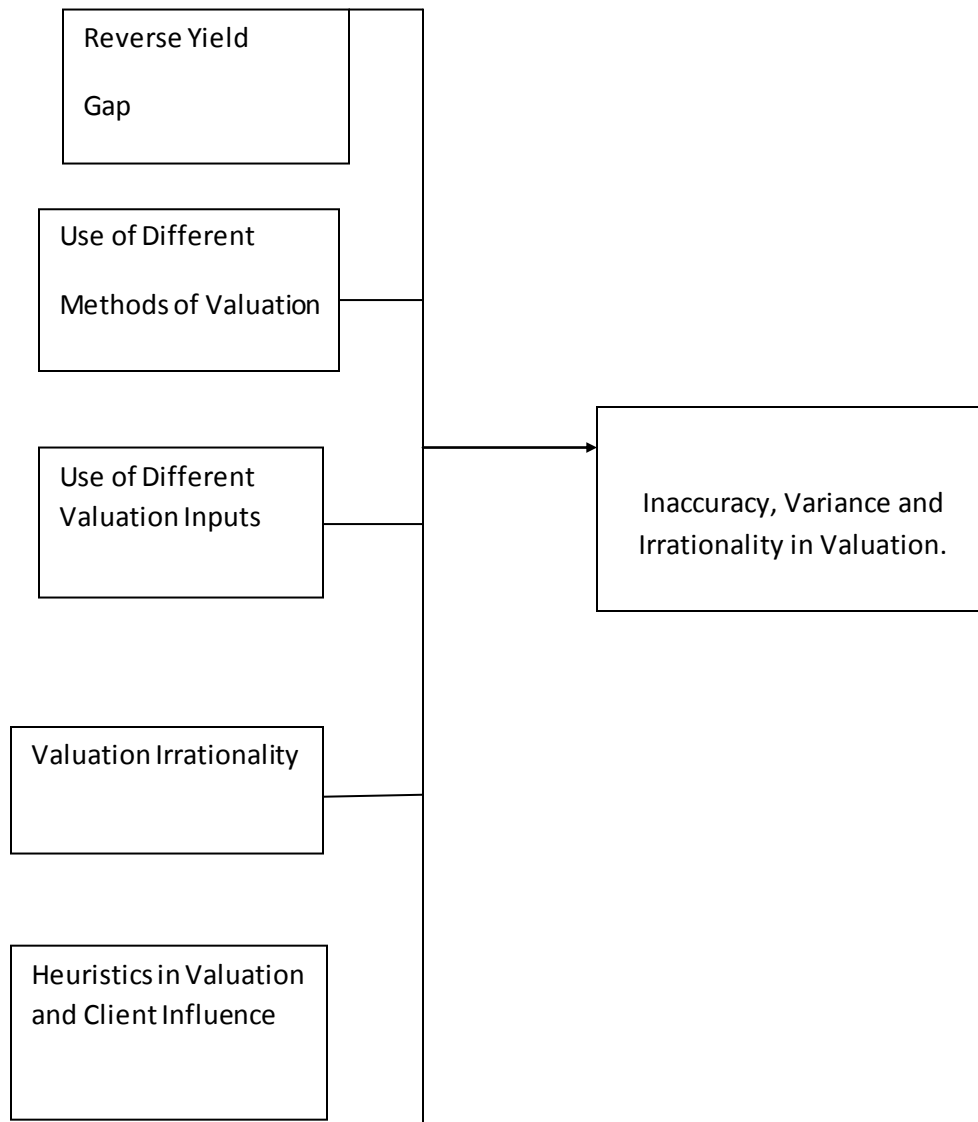 Reverse Yield
Gap
Use of Different
Methods of Valuation
Use of Different
Valuation Inputs
Inaccuracy, Variance and
Irrationality in Valuation.
Valuation Irrationality
Heuristics in Valuation
and Client Influence